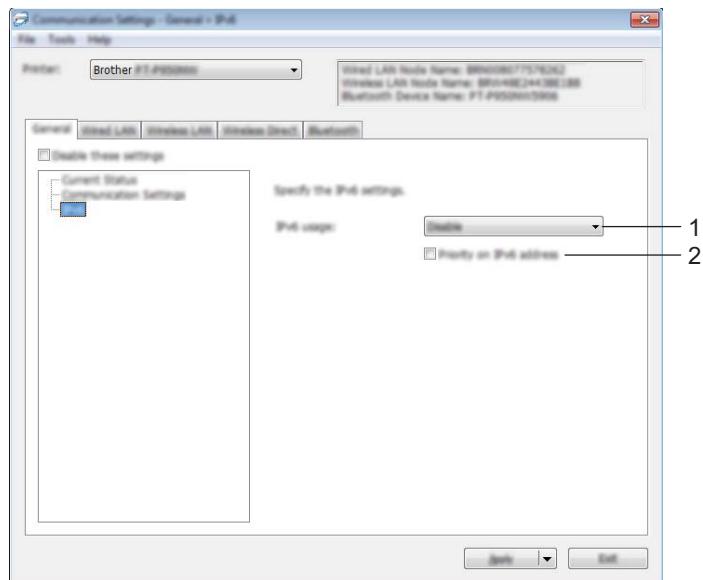 Communication Settings - General > IPv6
File Tools Help
Printer: Brother PT-P950NW
Wired LAN Node Name:
Wireless LAN Node Name:
Bluetooth Device Name:
General Wired LAN Wireless LAN Wireless Direct Bluetooth
Disable these settings
Current Status
Communication Settings
IPv6
Specify the IPv6 settings.
IPv6 usage: Disable 1
Priority on IPv6 address 2
Apply Exit